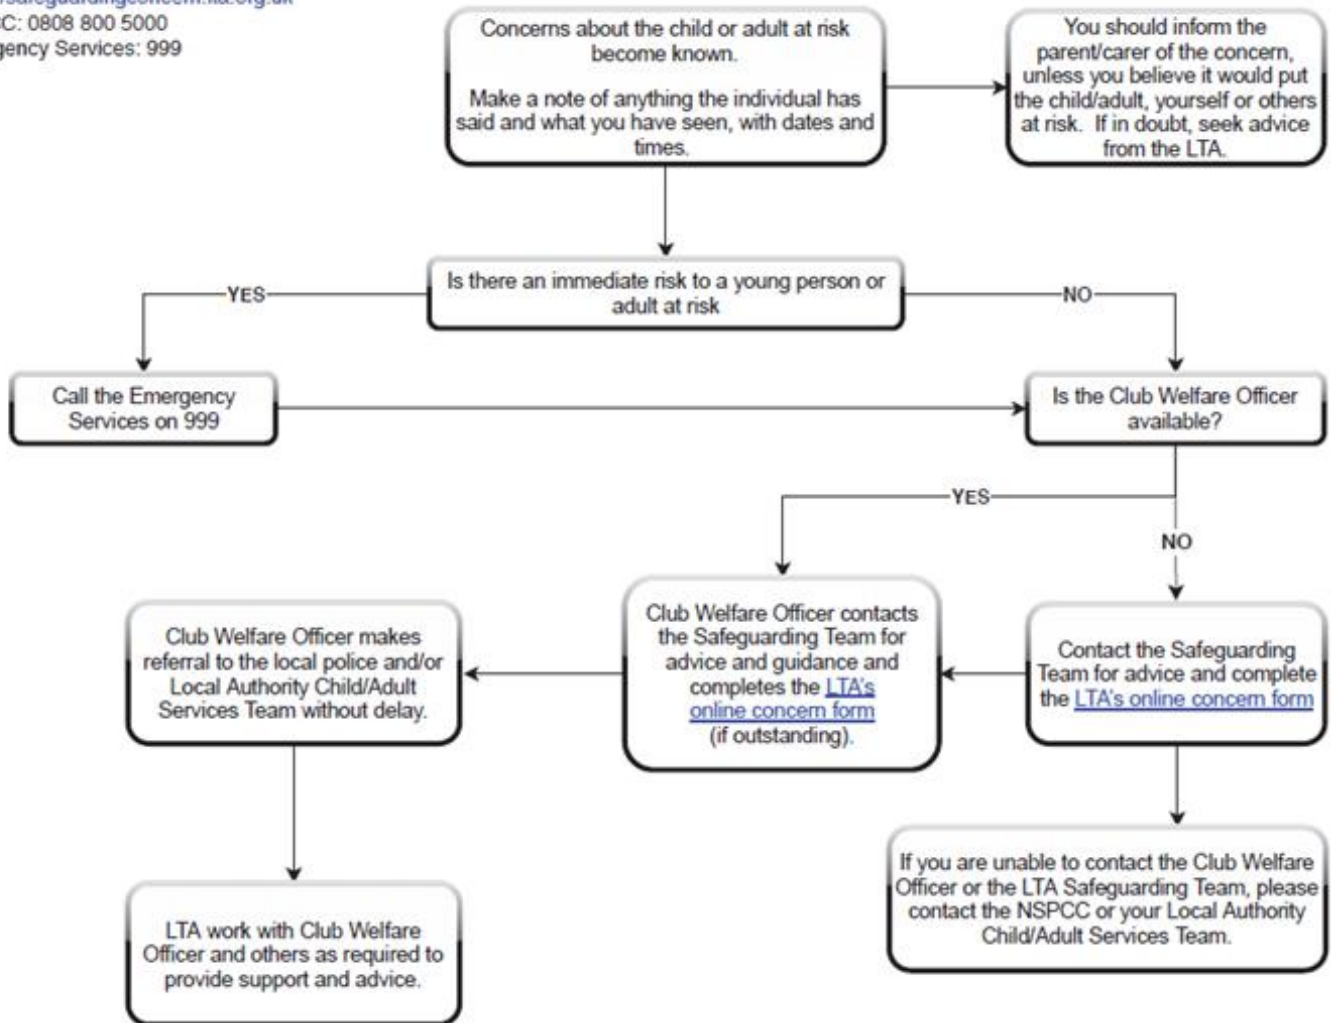 C: 0808 800 5000
Services: 999
Concerns about the child or adult at risk
become known.
Make a note of anything the individual has
said and what you have seen, with dates and
times.
You should inform the
parent/carer of the concern,
unless you believe it would put
the child/adult, yourself or others
at risk. If in doubt, seek advice
from the LTA.
Is there an immediate risk to a young person or
adult at risk
YES
NO
Call the Emergency
Services on 999
Is the Club Welfare Officer
available?
YES
NO
Club Welfare Officer makes
referral to the local police and/or
Local Authority Child/Adult
Services Team without delay.
Club Welfare Officer contacts
the Safeguarding Team for
advice and guidance and
completes the LTA's
online concern form
(if outstanding).
Contact the Safeguarding
Team for advice and complete
the LTA's online concern form
LTA work with Club Welfare
Officer and others as required to
provide support and advice.
If you are unable to contact the Club Welfare
Officer or the LTA Safeguarding Team, please
contact the NSPCC or your Local Authority
Child/Adult Services Team.